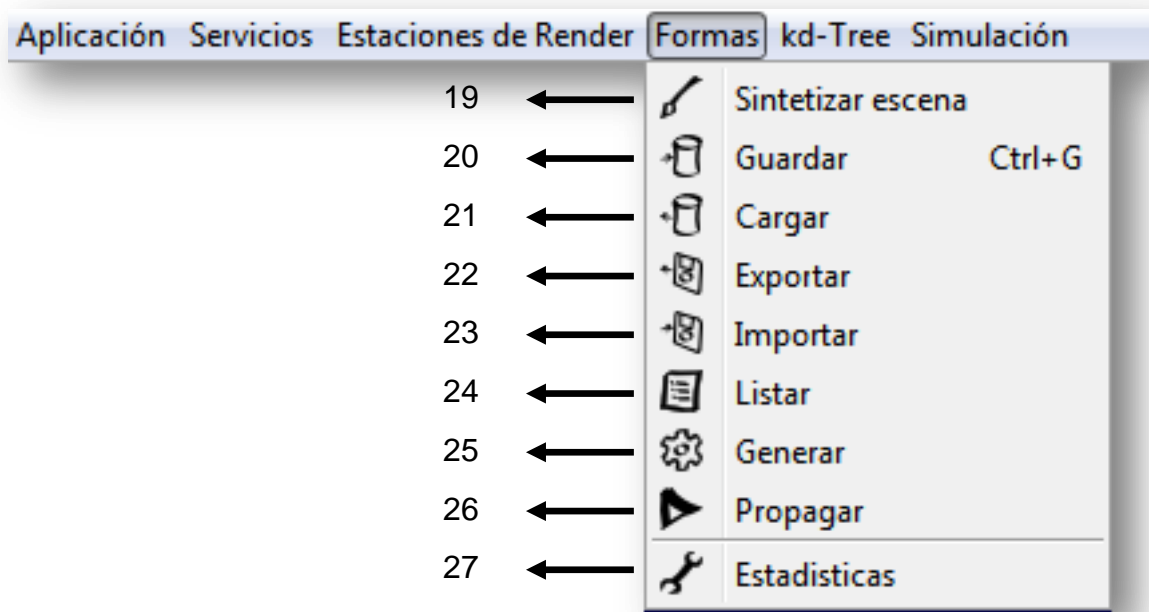 Aplicación Servicios Estaciones de Render Formas kd-Tree Simulación
19 Sintetizar escena
20 Guardar Ctrl+G
21 Cargar
22 Exportar
23 Importar
24 Listar
25 Generar
26 Propagar
27 Estadisticas